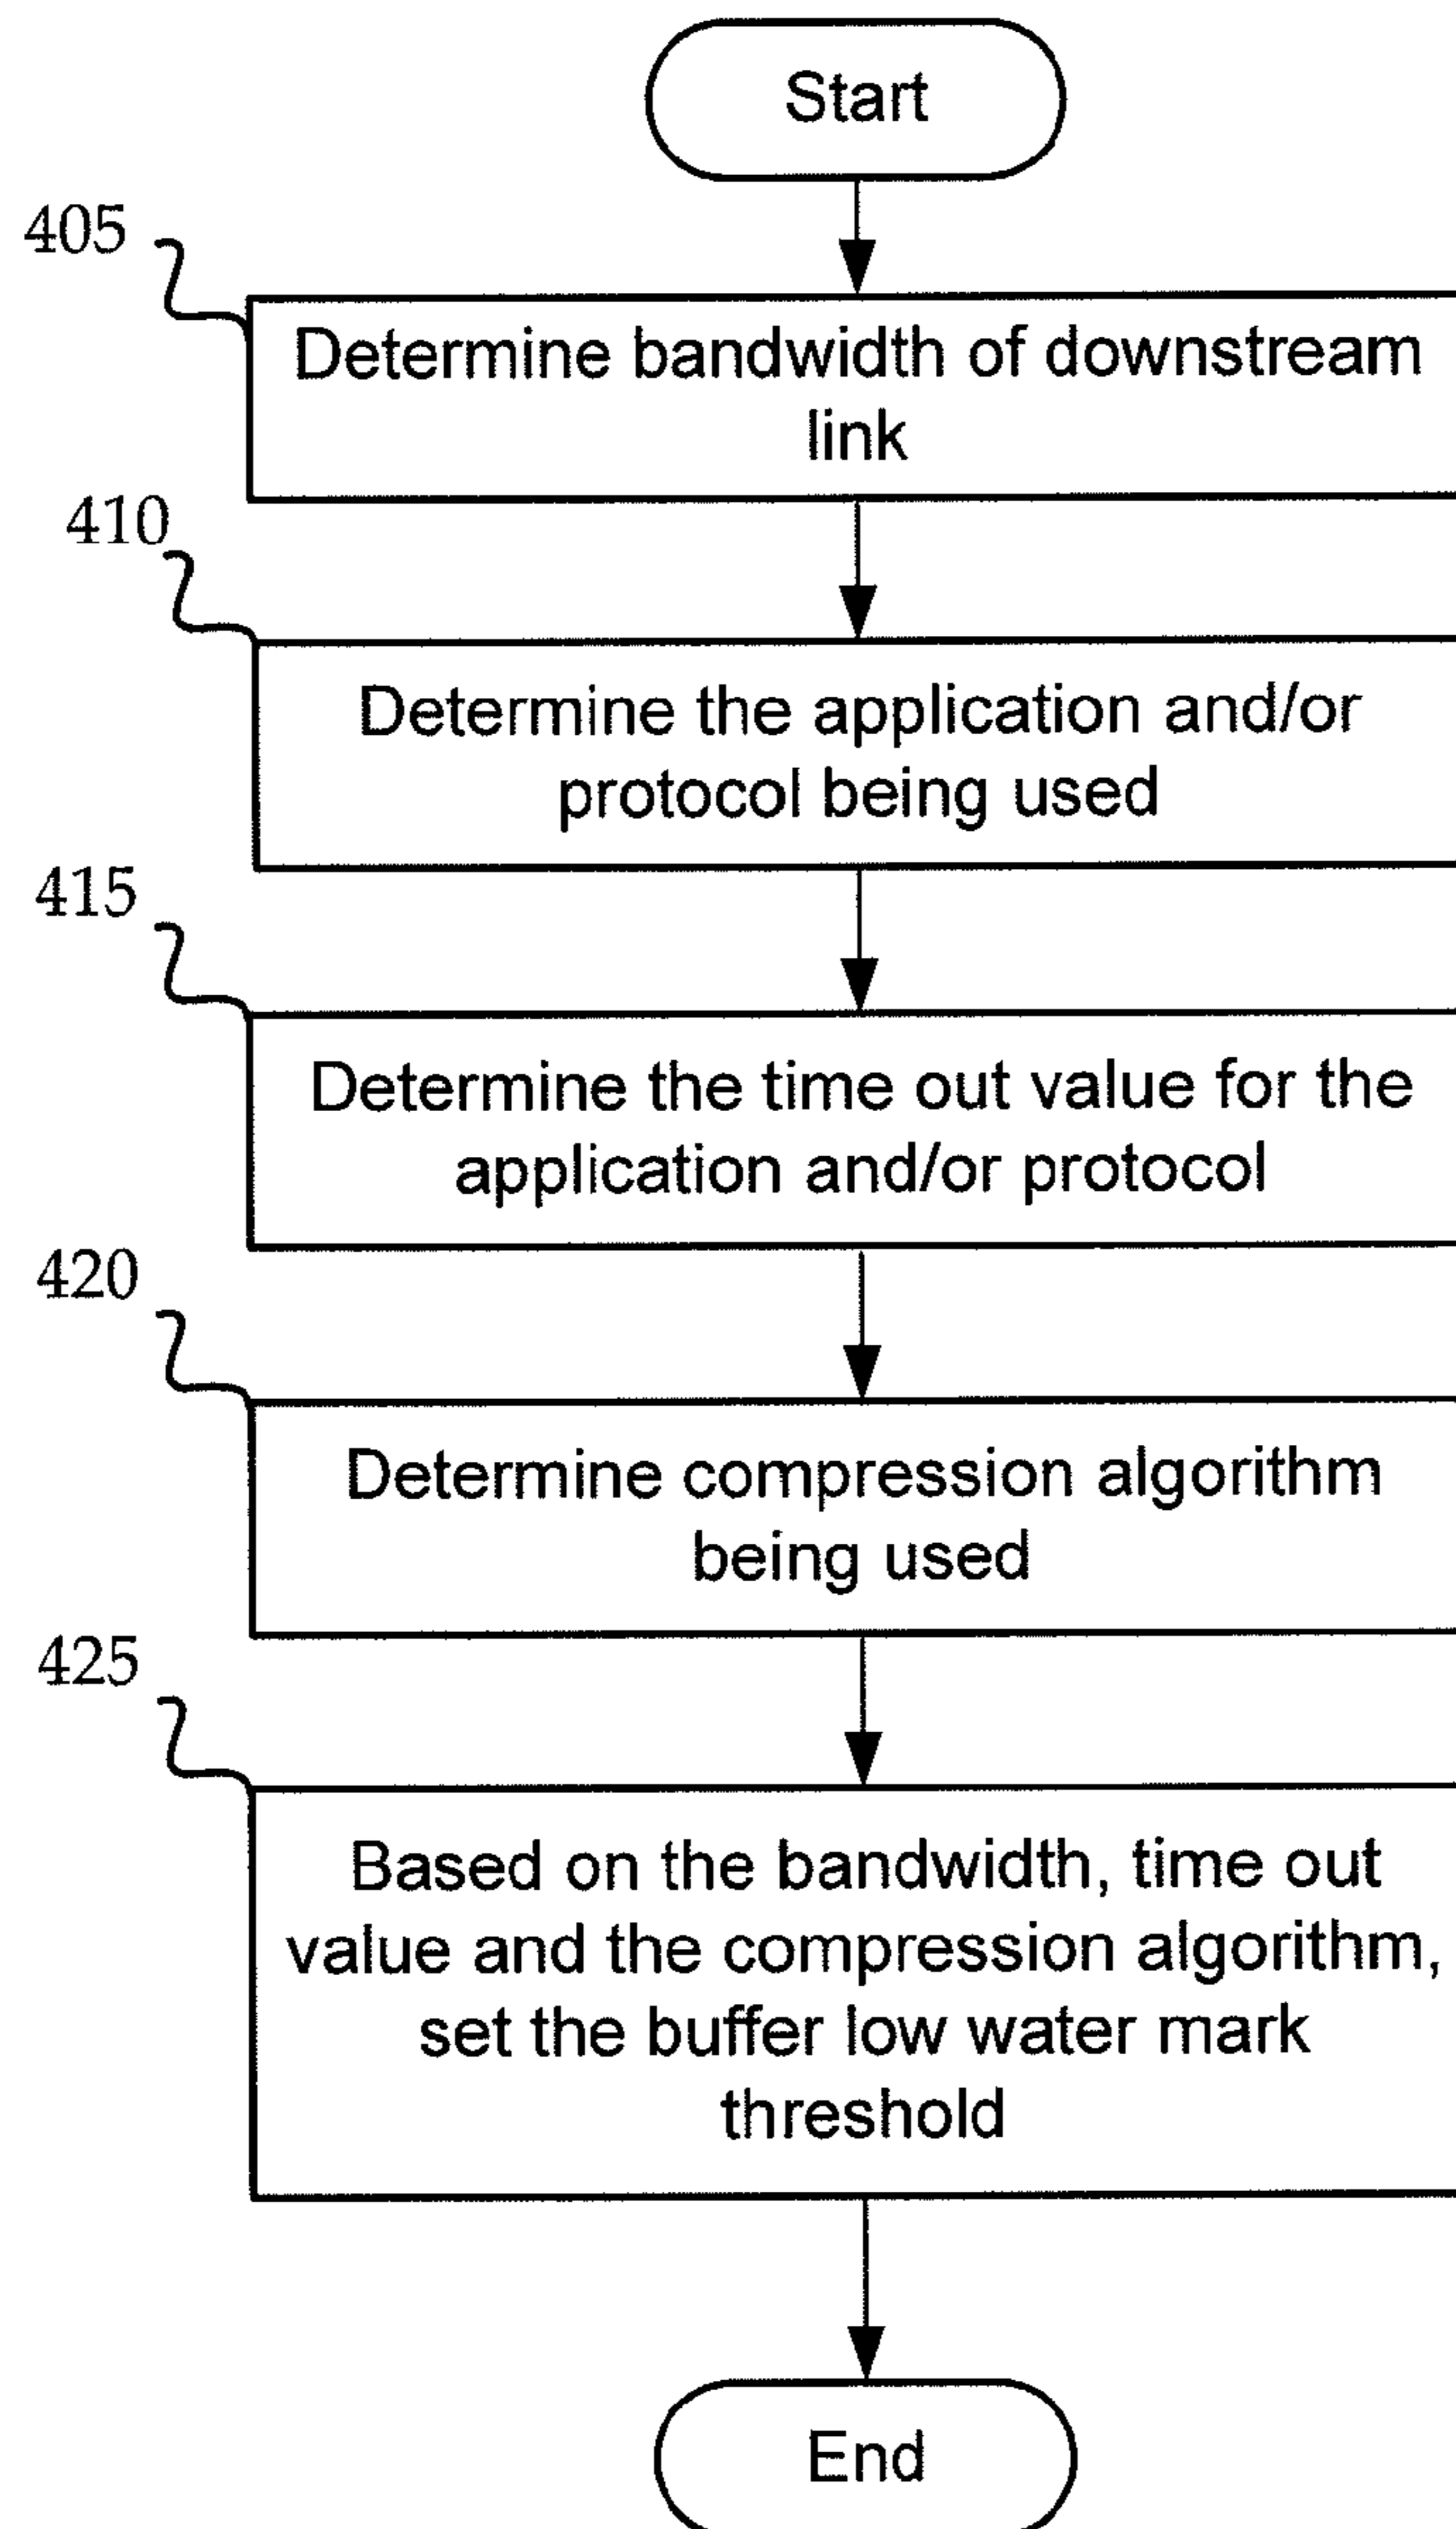 Start
405
Determine bandwidth of downstream
link
410
Determine the application and/or
protocol being used
415
Determine the time out value for the
application and/or protocol
420
Determine compression algorithm
being used
425
Based on the bandwidth, time out
value and the compression algorithm,
set the buffer low water mark
threshold
End